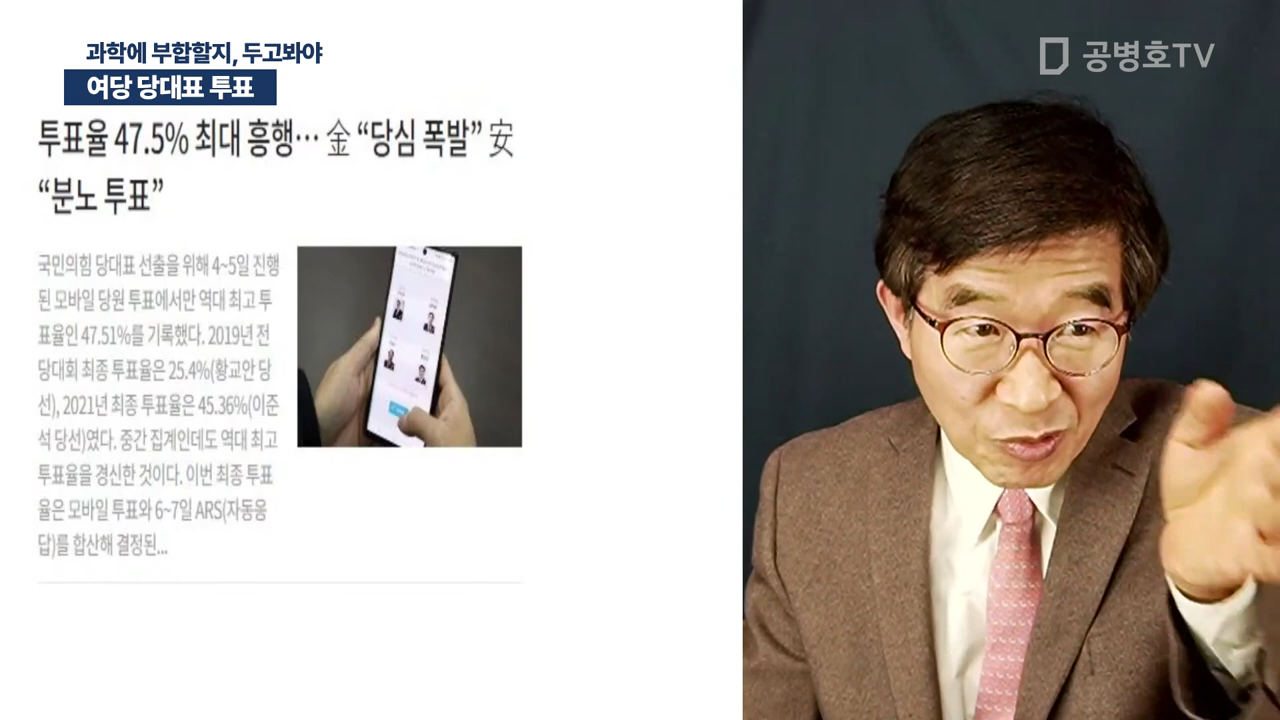 과학에 부합할지, 두고봐야
여당 당대표 투표
공병호TV
투표율 47.5% 최대 흥행… 金 “당심 폭발” 安
“분노 투표”
국민의힘 당대표 선출을 위해 4~5일 진행
된 모바일 당원 투표에서만 역대 최고 투
표율인 47.51%를 기록했다. 2019년 전
당대회 최종 투표율은 25.4%(황교안 당
선), 2021년 최종 투표율은 45.36%(이준
석 당선)였다. 중간 집계인데도 역대 최고
투표율을 경신한 것이다. 이번 최종 투표
율은 모바일 투표와 6~7일 ARS(자동응
답)를 합산해 결정된...